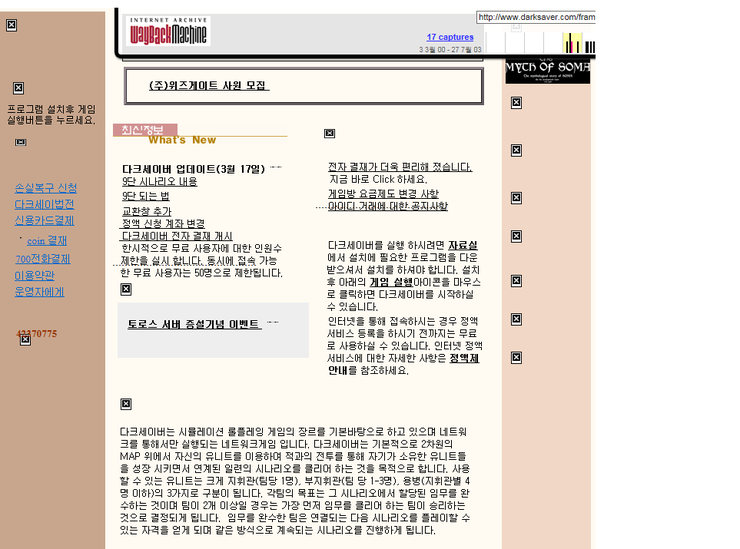 INTERNET ARCHIVE
WayBackMachine
17 captures
3 3월 00 - 27 7월 03
http://www.darksaver.com/fram
프로그램 설치후 게임
실행버튼을 누르세요.
손실복구 신청
다크세이버법전
신용카드결제
coin 결제
700전화결제
이용약관
운영자에게
42370775
(주)위즈게이트 사원 모집
최신정보
What's New
다크세이버 업데이트(3월 17일)
9단 시나리오 내용
9단 되는 법
교환창 추가
정액 신청 계좌 변경
다크세이버 전자 결재 개시
한시적으로 무료 사용자에 대한 인원수
제한을 실시 합니다. 동시에 접속 가능
한 무료 사용자는 50명으로 제한됩니다.
토로스 서버 증설기념 이벤트
전자 결재가 더욱 편리해 졌습니다.
지금 바로 Click 하세요.
게임방 요금제도 변경 사항
아이디 거래에 대한 공지사항
다크세이버를 실행 하시려면 자료실
에서 설치에 필요한 프로그램을 다운
받으셔서 설치를 하셔야 합니다. 설치
후 아래의 게임 실행아이콘을 마우스
로 클릭하면 다크세이버를 시작하실
수 있습니다.
인터넷을 통해 접속하시는 경우 정액
서비스 등록을 하시기 전까지는 무료
로 사용하실 수 있습니다. 인터넷 정액
서비스에 대한 자세한 사항은 정액제
안내를 참조하세요.
MYTH OF SOMA
다크세이버는 시뮬레이션 롤플레잉 게임의 장르를 기본바탕으로 하고 있으며 네트워
크를 통해서만 실행되는 네트워크게임 입니다. 다크세이버는 기본적으로 2차원의
MAP 위에서 자신의 유니트를 이용하여 적과의 전투를 통해 자기가 소유한 유니트들
을 성장 시키면서 연계된 일련의 시나리오를 클리어 하는 것을 목적으로 합니다. 사용
할 수 있는 유니트는 크게 지휘관(팀당 1명), 부지휘관(팀 당 1-3명), 용병(지휘관별 4
명 이하)의 3가지로 구분이 됩니다. 각팀의 목표는 그 시나리오에서 할당된 임무를 완
수하는 것이며 팀이 2개 이상일 경우는 가장 먼저 임무를 클리어 하는 팀이 승리하는
것으로 결정되게 됩니다. 임무를 완수한 팀은 연결되는 다음 시나리오를 플레이할 수
있는 자격을 얻게 되며 같은 방식으로 계속되는 시나리오를 진행하게 됩니다.